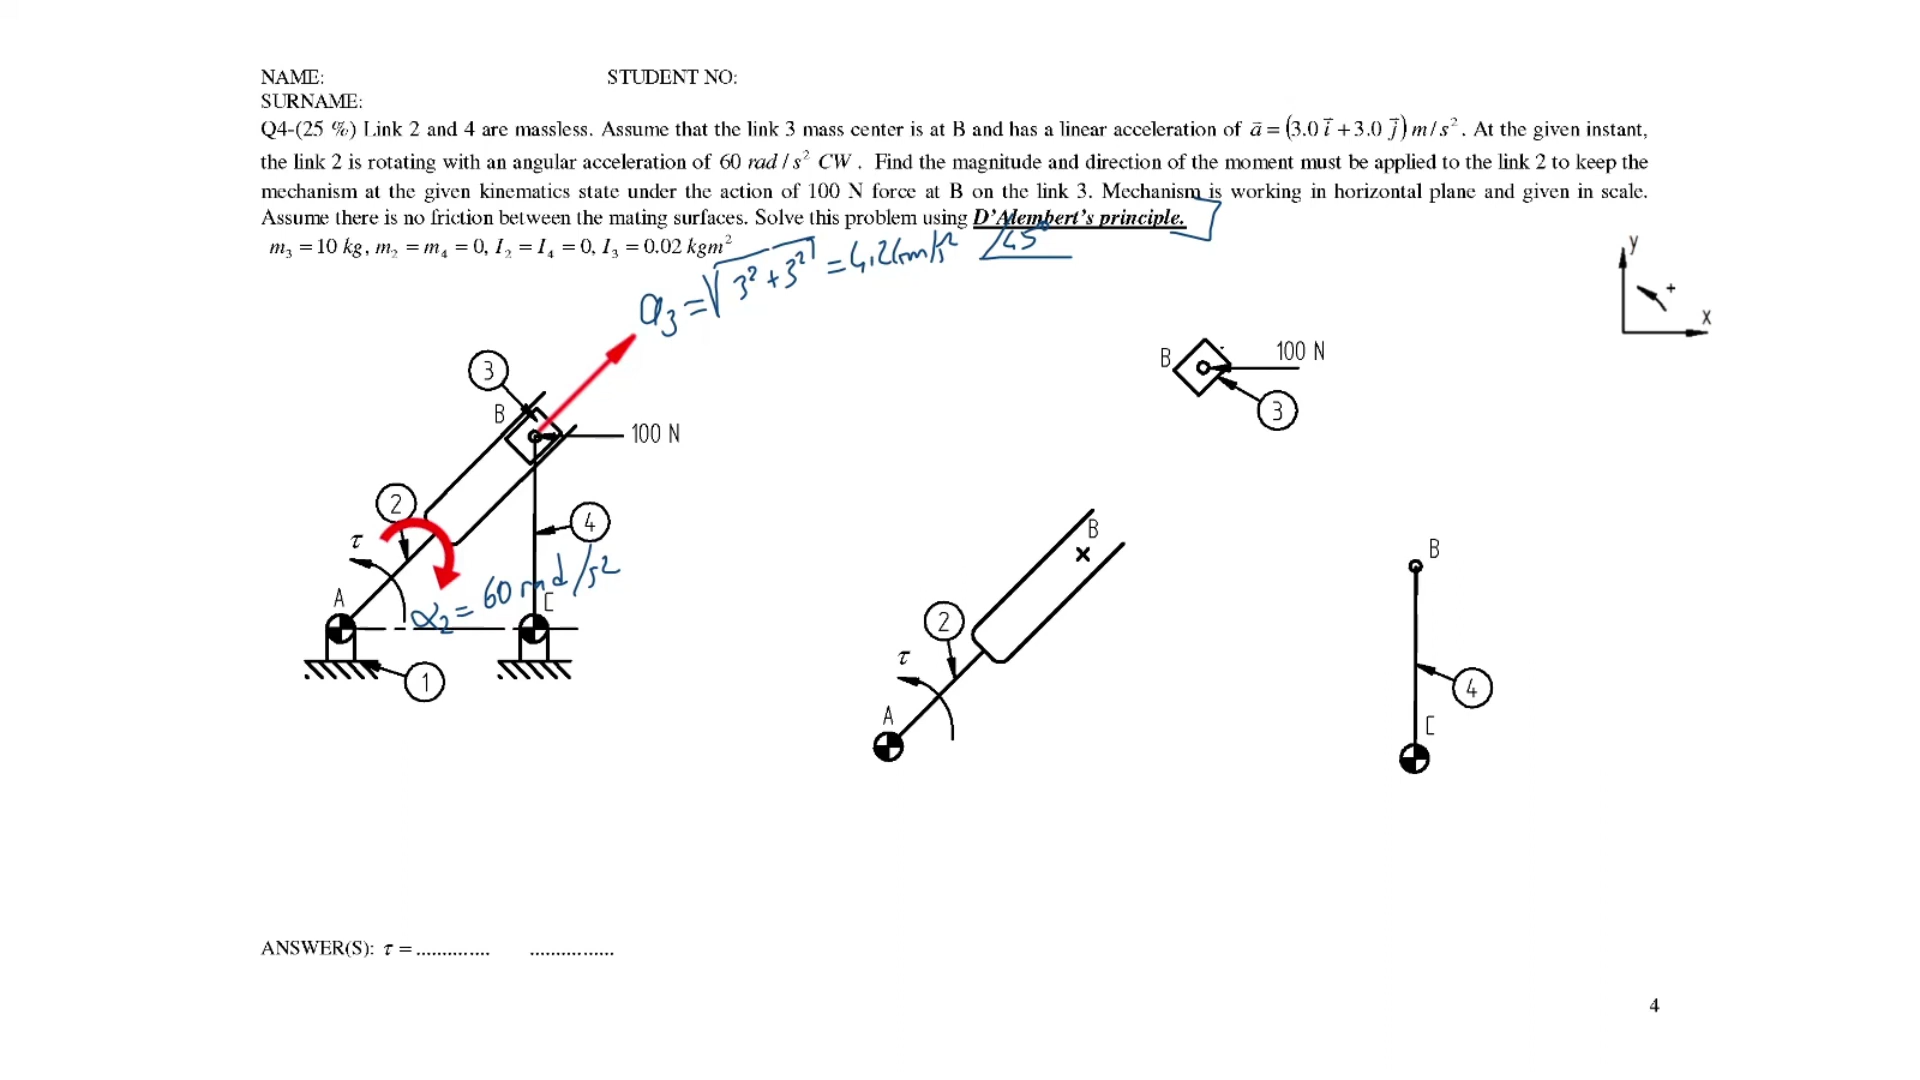 NAME: STUDENT NO:
SURNAME:
Q4-(25 %) Link 2 and 4 are massless. Assume that the link 3 mass center is at B and has a linear acceleration of a⃗ = (3.0 i⃗ + 3.0 j⃗) m/s². At the given instant,
the link 2 is rotating with an angular acceleration of 60 rad/s² CW. Find the magnitude and direction of the moment must be applied to the link 2 to keep the
mechanism at the given kinematics state under the action of 100 N force at B on the link 3. Mechanism is working in horizontal plane and given in scale.
Assume there is no friction between the mating surfaces. Solve this problem using D'Alembert's principle.
m₃ = 10 kg, m₂ = m₄ = 0, I₂ = I₄ = 0, I₃ = 0.02 kgm²
a₃ = √3² + 3² = 4,24m/s² 45°
y
+
x
3
B
100 N
2
τ
4
A
α₂ = 60 rad/s²
C
1
B
100 N
3
B
2
τ
A
B
4
C
ANSWER(S): τ = .............. ................
4